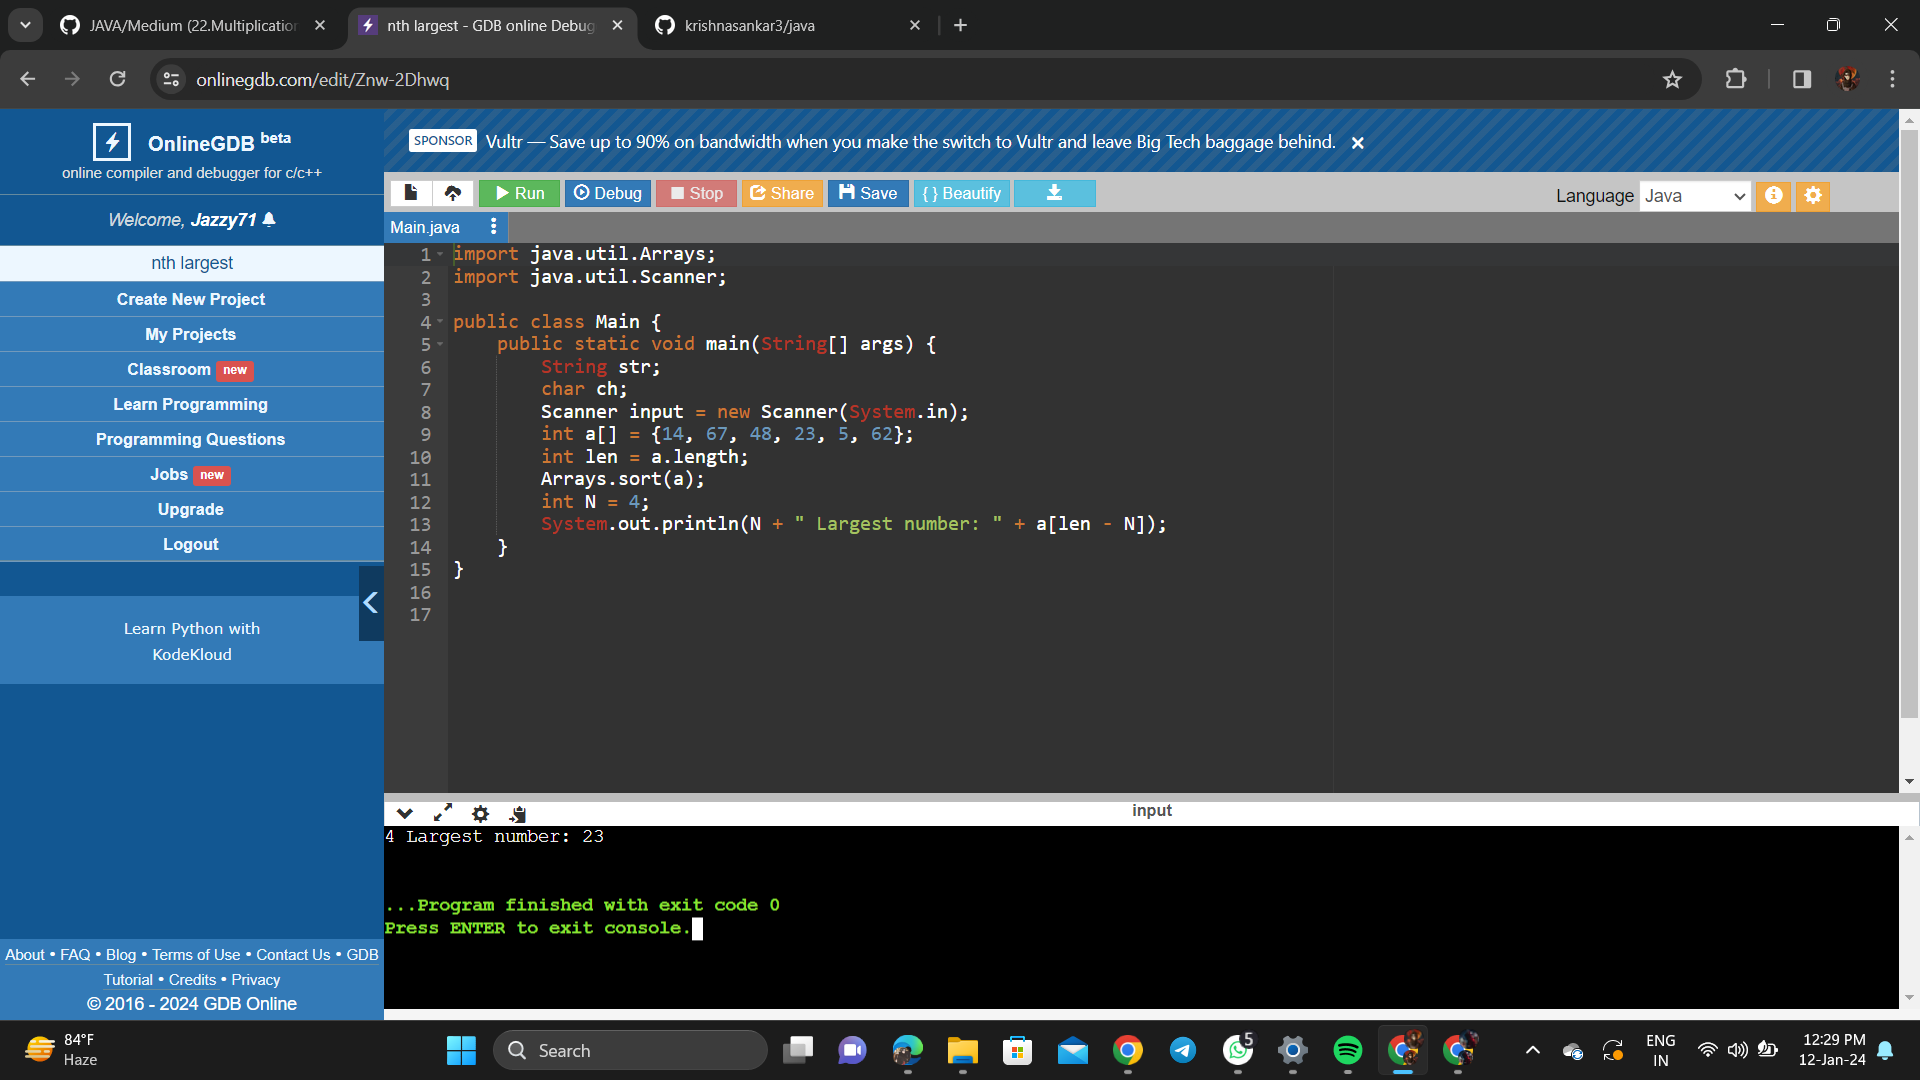 JAVA/Medium (22.Multiplication
nth largest - GDB online Debug
krishnasankar3/java
onlinegdb.com/edit/Znw-2Dhwq
OnlineGDB beta
online compiler and debugger for c/c++
Welcome, Jazzy71
nth largest
Create New Project
My Projects
Classroom new
Learn Programming
Programming Questions
Jobs new
Upgrade
Logout
Learn Python with
KodeKloud
About • FAQ • Blog • Terms of Use • Contact Us • GDB
Tutorial • Credits • Privacy
© 2016 - 2024 GDB Online
SPONSOR Vultr — Save up to 90% on bandwidth when you make the switch to Vultr and leave Big Tech baggage behind.
Run Debug Stop Share Save { } Beautify
Language Java
Main.java
1 import java.util.Arrays;
2 import java.util.Scanner;
3
4 public class Main {
5     public static void main(String[] args) {
6         String str;
7         char ch;
8         Scanner input = new Scanner(System.in);
9         int a[] = {14, 67, 48, 23, 5, 62};
10         int len = a.length;
11         Arrays.sort(a);
12         int N = 4;
13         System.out.println(N + " Largest number: " + a[len - N]);
14     }
15 }
16
17
input
4 Largest number: 23
...Program finished with exit code 0
Press ENTER to exit console.
84°F
Haze
Search
5
ENG
IN
12:29 PM
12-Jan-24